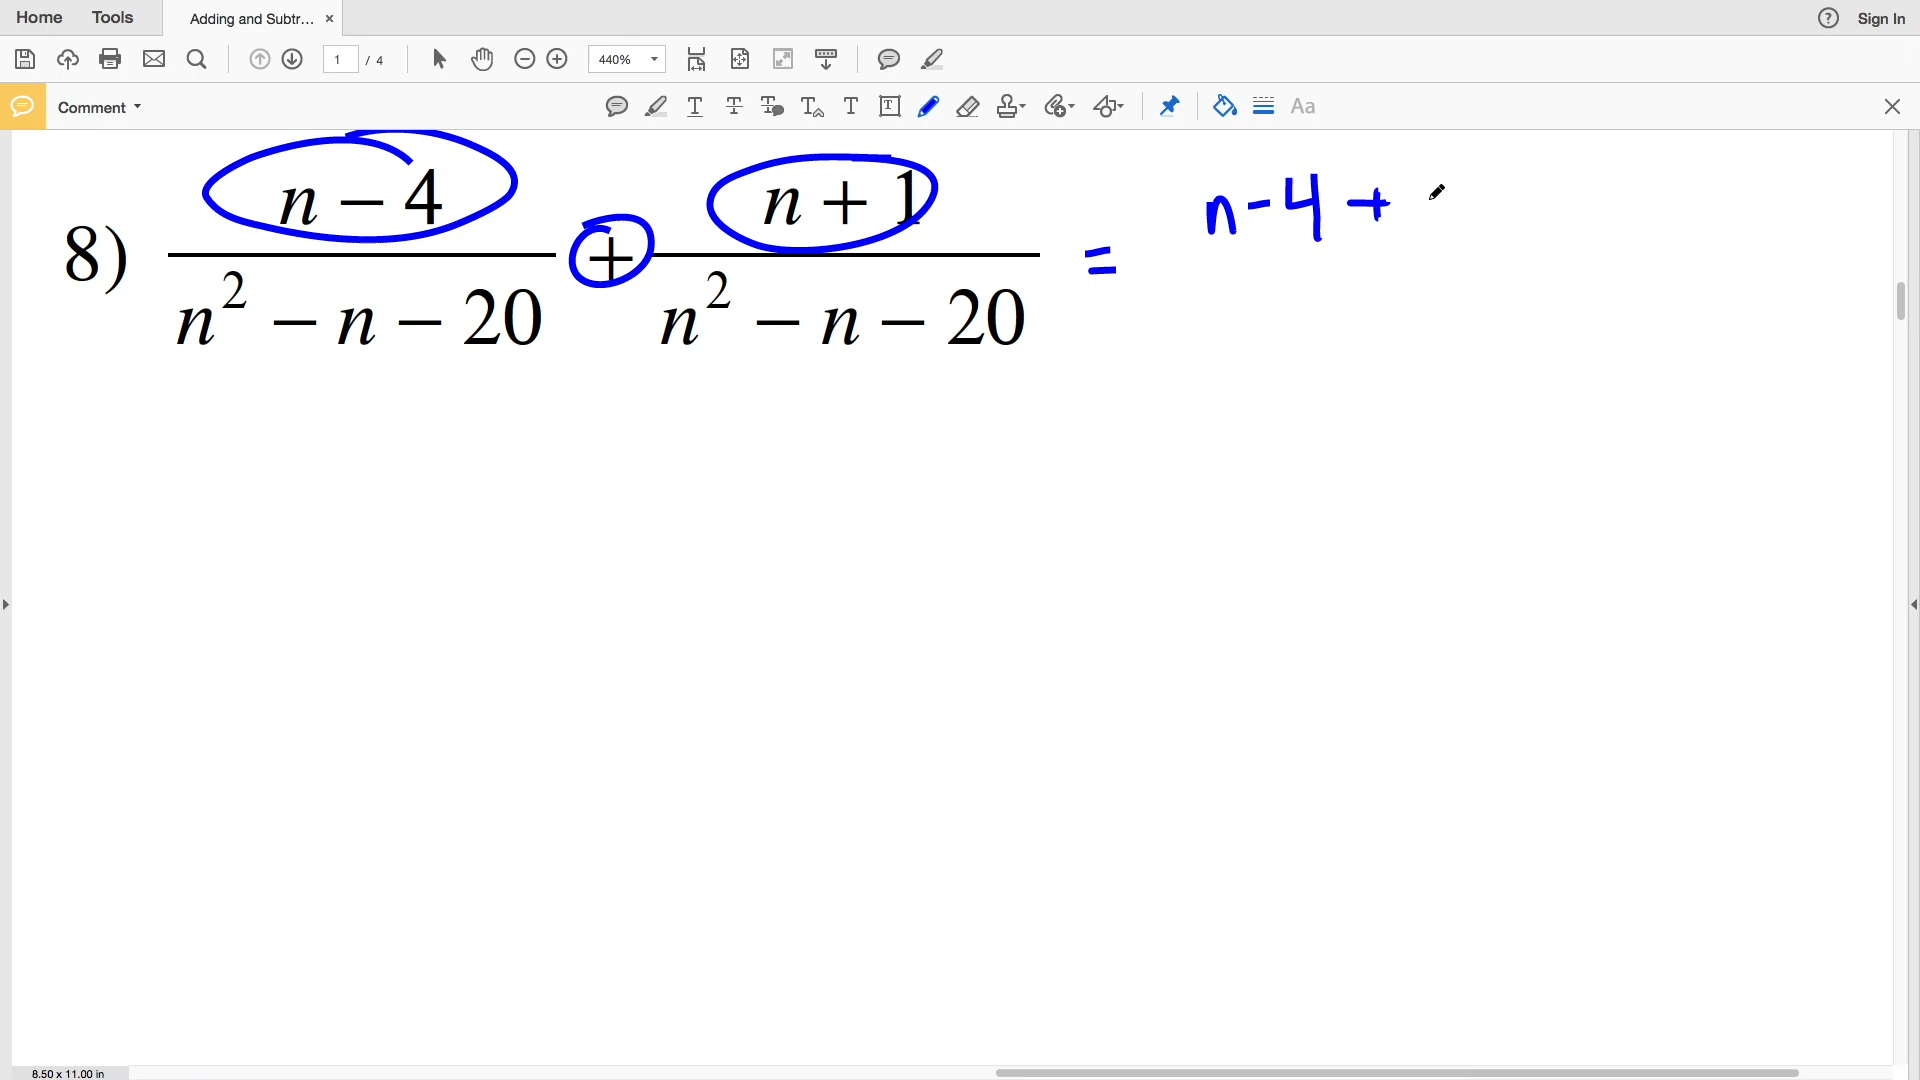 Home Tools Adding and Subtr... × ? Sign In
1 / 4 440%
Comment T T T T T T Aa
8) n − 4 / n² − n − 20 + n + 1 / n² − n − 20 = n - 4 +
8.50 x 11.00 in